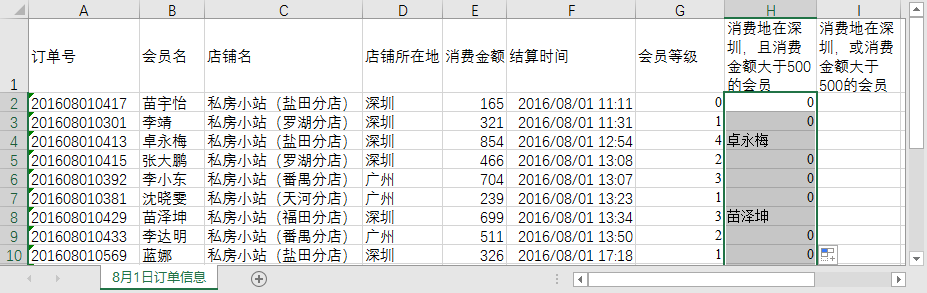 A B C D E F G H I
1 订单号 会员名 店铺名 店铺所在地 消费金额 结算时间 会员等级 消费地在深圳，且消费金额大于500的会员 消费地在深圳，或消费金额大于500的会员
2 201608010417 苗宇怡 私房小站（盐田分店） 深圳 165 2016/08/01 11:11 0 0
3 201608010301 李靖 私房小站（罗湖分店） 深圳 321 2016/08/01 11:31 1 0
4 201608010413 卓永梅 私房小站（盐田分店） 深圳 854 2016/08/01 12:54 4 卓永梅
5 201608010415 张大鹏 私房小站（罗湖分店） 深圳 466 2016/08/01 13:08 2 0
6 201608010392 李小东 私房小站（番禺分店） 广州 704 2016/08/01 13:07 3 0
7 201608010381 沈晓雯 私房小站（天河分店） 广州 239 2016/08/01 13:23 1 0
8 201608010429 苗泽坤 私房小站（福田分店） 深圳 699 2016/08/01 13:34 3 苗泽坤
9 201608010433 李达明 私房小站（番禺分店） 广州 511 2016/08/01 13:50 2 0
10 201608010569 蓝娜 私房小站（盐田分店） 深圳 326 2016/08/01 17:18 1 0
8月1日订单信息